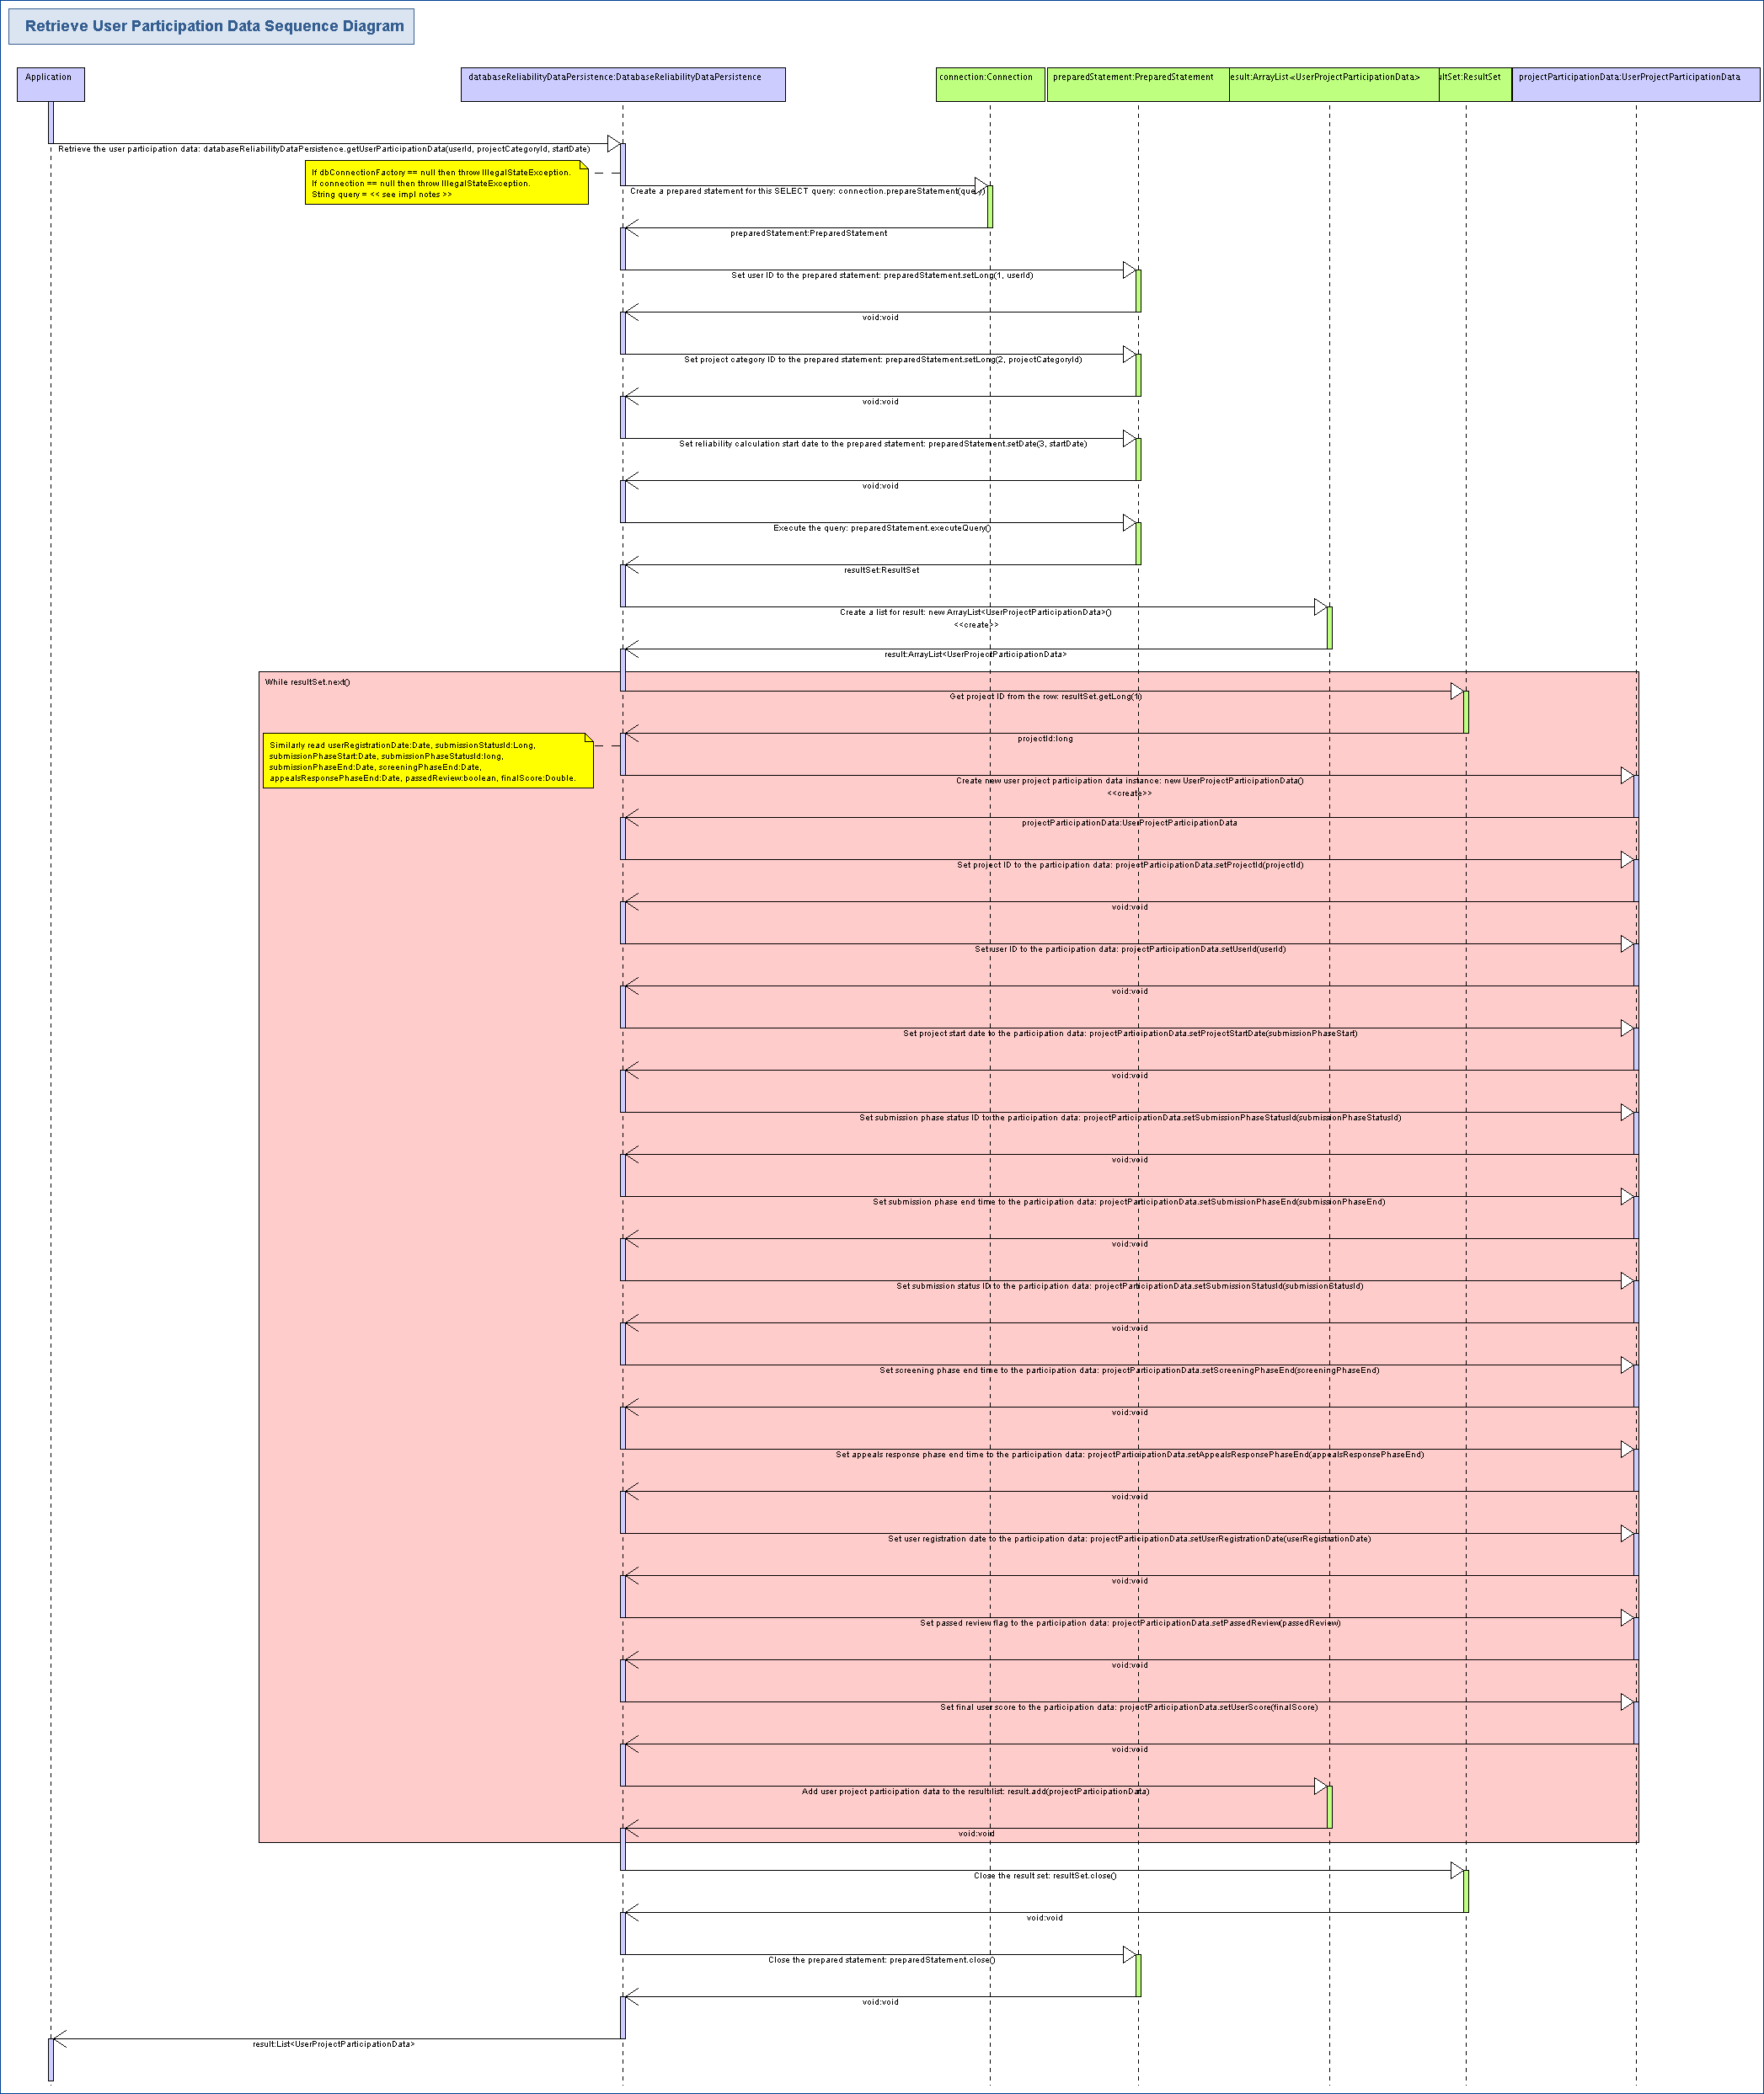 Retrieve User Participation Data Sequence Diagram
Application
databaseReliabilityDataPersistence:DatabaseReliabilityDataPersistence
connection:Connection
preparedStatement:PreparedStatement
esult:ArrayList<UserProjectParticipationData>
ultSet:ResultSet
projectParticipationData:UserProjectParticipationData
Retrieve the user participation data: databaseReliabilityDataPersistence.getUserParticipationData(userId, projectCategoryId, startDate)
If dbConnectionFactory == null then throw IllegalStateException.
If connection == null then throw IllegalStateException.
String query = << see impl notes >>
Create a prepared statement for this SELECT query: connection.prepareStatement(query)
preparedStatement:PreparedStatement
Set user ID to the prepared statement: preparedStatement.setLong(1, userId)
void:void
Set project category ID to the prepared statement: preparedStatement.setLong(2, projectCategoryId)
void:void
Set reliability calculation start date to the prepared statement: preparedStatement.setDate(3, startDate)
void:void
Execute the query: preparedStatement.executeQuery()
resultSet:ResultSet
Create a list for result: new ArrayList<UserProjectParticipationData>()
<<create>>
result:ArrayList<UserProjectParticipationData>
While resultSet.next()
Get project ID from the row: resultSet.getLong(1)
projectId:long
Similarly read userRegistrationDate:Date, submissionStatusId:Long,
submissionPhaseStart:Date, submissionPhaseStatusId:long,
submissionPhaseEnd:Date, screeningPhaseEnd:Date,
appealsResponsePhaseEnd:Date, passedReview:boolean, finalScore:Double.
Create new user project participation data instance: new UserProjectParticipationData()
<<create>>
projectParticipationData:UserProjectParticipationData
Set project ID to the participation data: projectParticipationData.setProjectId(projectId)
void:void
Set user ID to the participation data: projectParticipationData.setUserId(userId)
void:void
Set project start date to the participation data: projectParticipationData.setProjectStartDate(submissionPhaseStart)
void:void
Set submission phase status ID to the participation data: projectParticipationData.setSubmissionPhaseStatusId(submissionPhaseStatusId)
void:void
Set submission phase end time to the participation data: projectParticipationData.setSubmissionPhaseEnd(submissionPhaseEnd)
void:void
Set submission status ID to the participation data: projectParticipationData.setSubmissionStatusId(submissionStatusId)
void:void
Set screening phase end time to the participation data: projectParticipationData.setScreeningPhaseEnd(screeningPhaseEnd)
void:void
Set appeals response phase end time to the participation data: projectParticipationData.setAppealsResponsePhaseEnd(appealsResponsePhaseEnd)
void:void
Set user registration date to the participation data: projectParticipationData.setUserRegistrationDate(userRegistrationDate)
void:void
Set passed review flag to the participation data: projectParticipationData.setPassedReview(passedReview)
void:void
Set final user score to the participation data: projectParticipationData.setUserScore(finalScore)
void:void
Add user project participation data to the result list: result.add(projectParticipationData)
void:void
Close the result set: resultSet.close()
void:void
Close the prepared statement: preparedStatement.close()
void:void
result:List<UserProjectParticipationData>